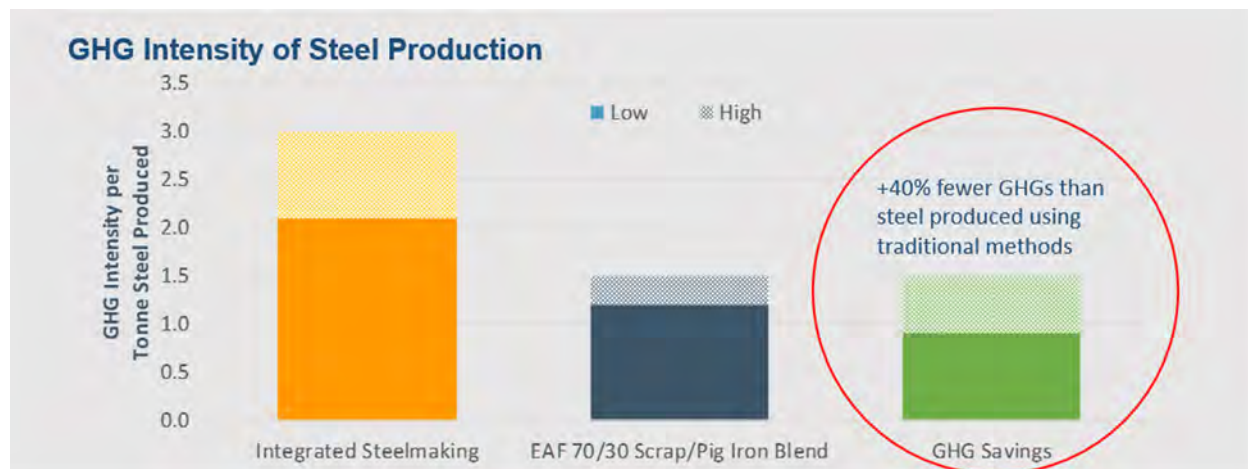 GHG Intensity of Steel Production
GHG Intensity per
Tonne Steel Produced
3.5
3.0
2.5
2.0
1.5
1.0
0.5
0.0
Low
High
+40% fewer GHGs than
steel produced using
traditional methods
Integrated Steelmaking
EAF 70/30 Scrap/Pig Iron Blend
GHG Savings